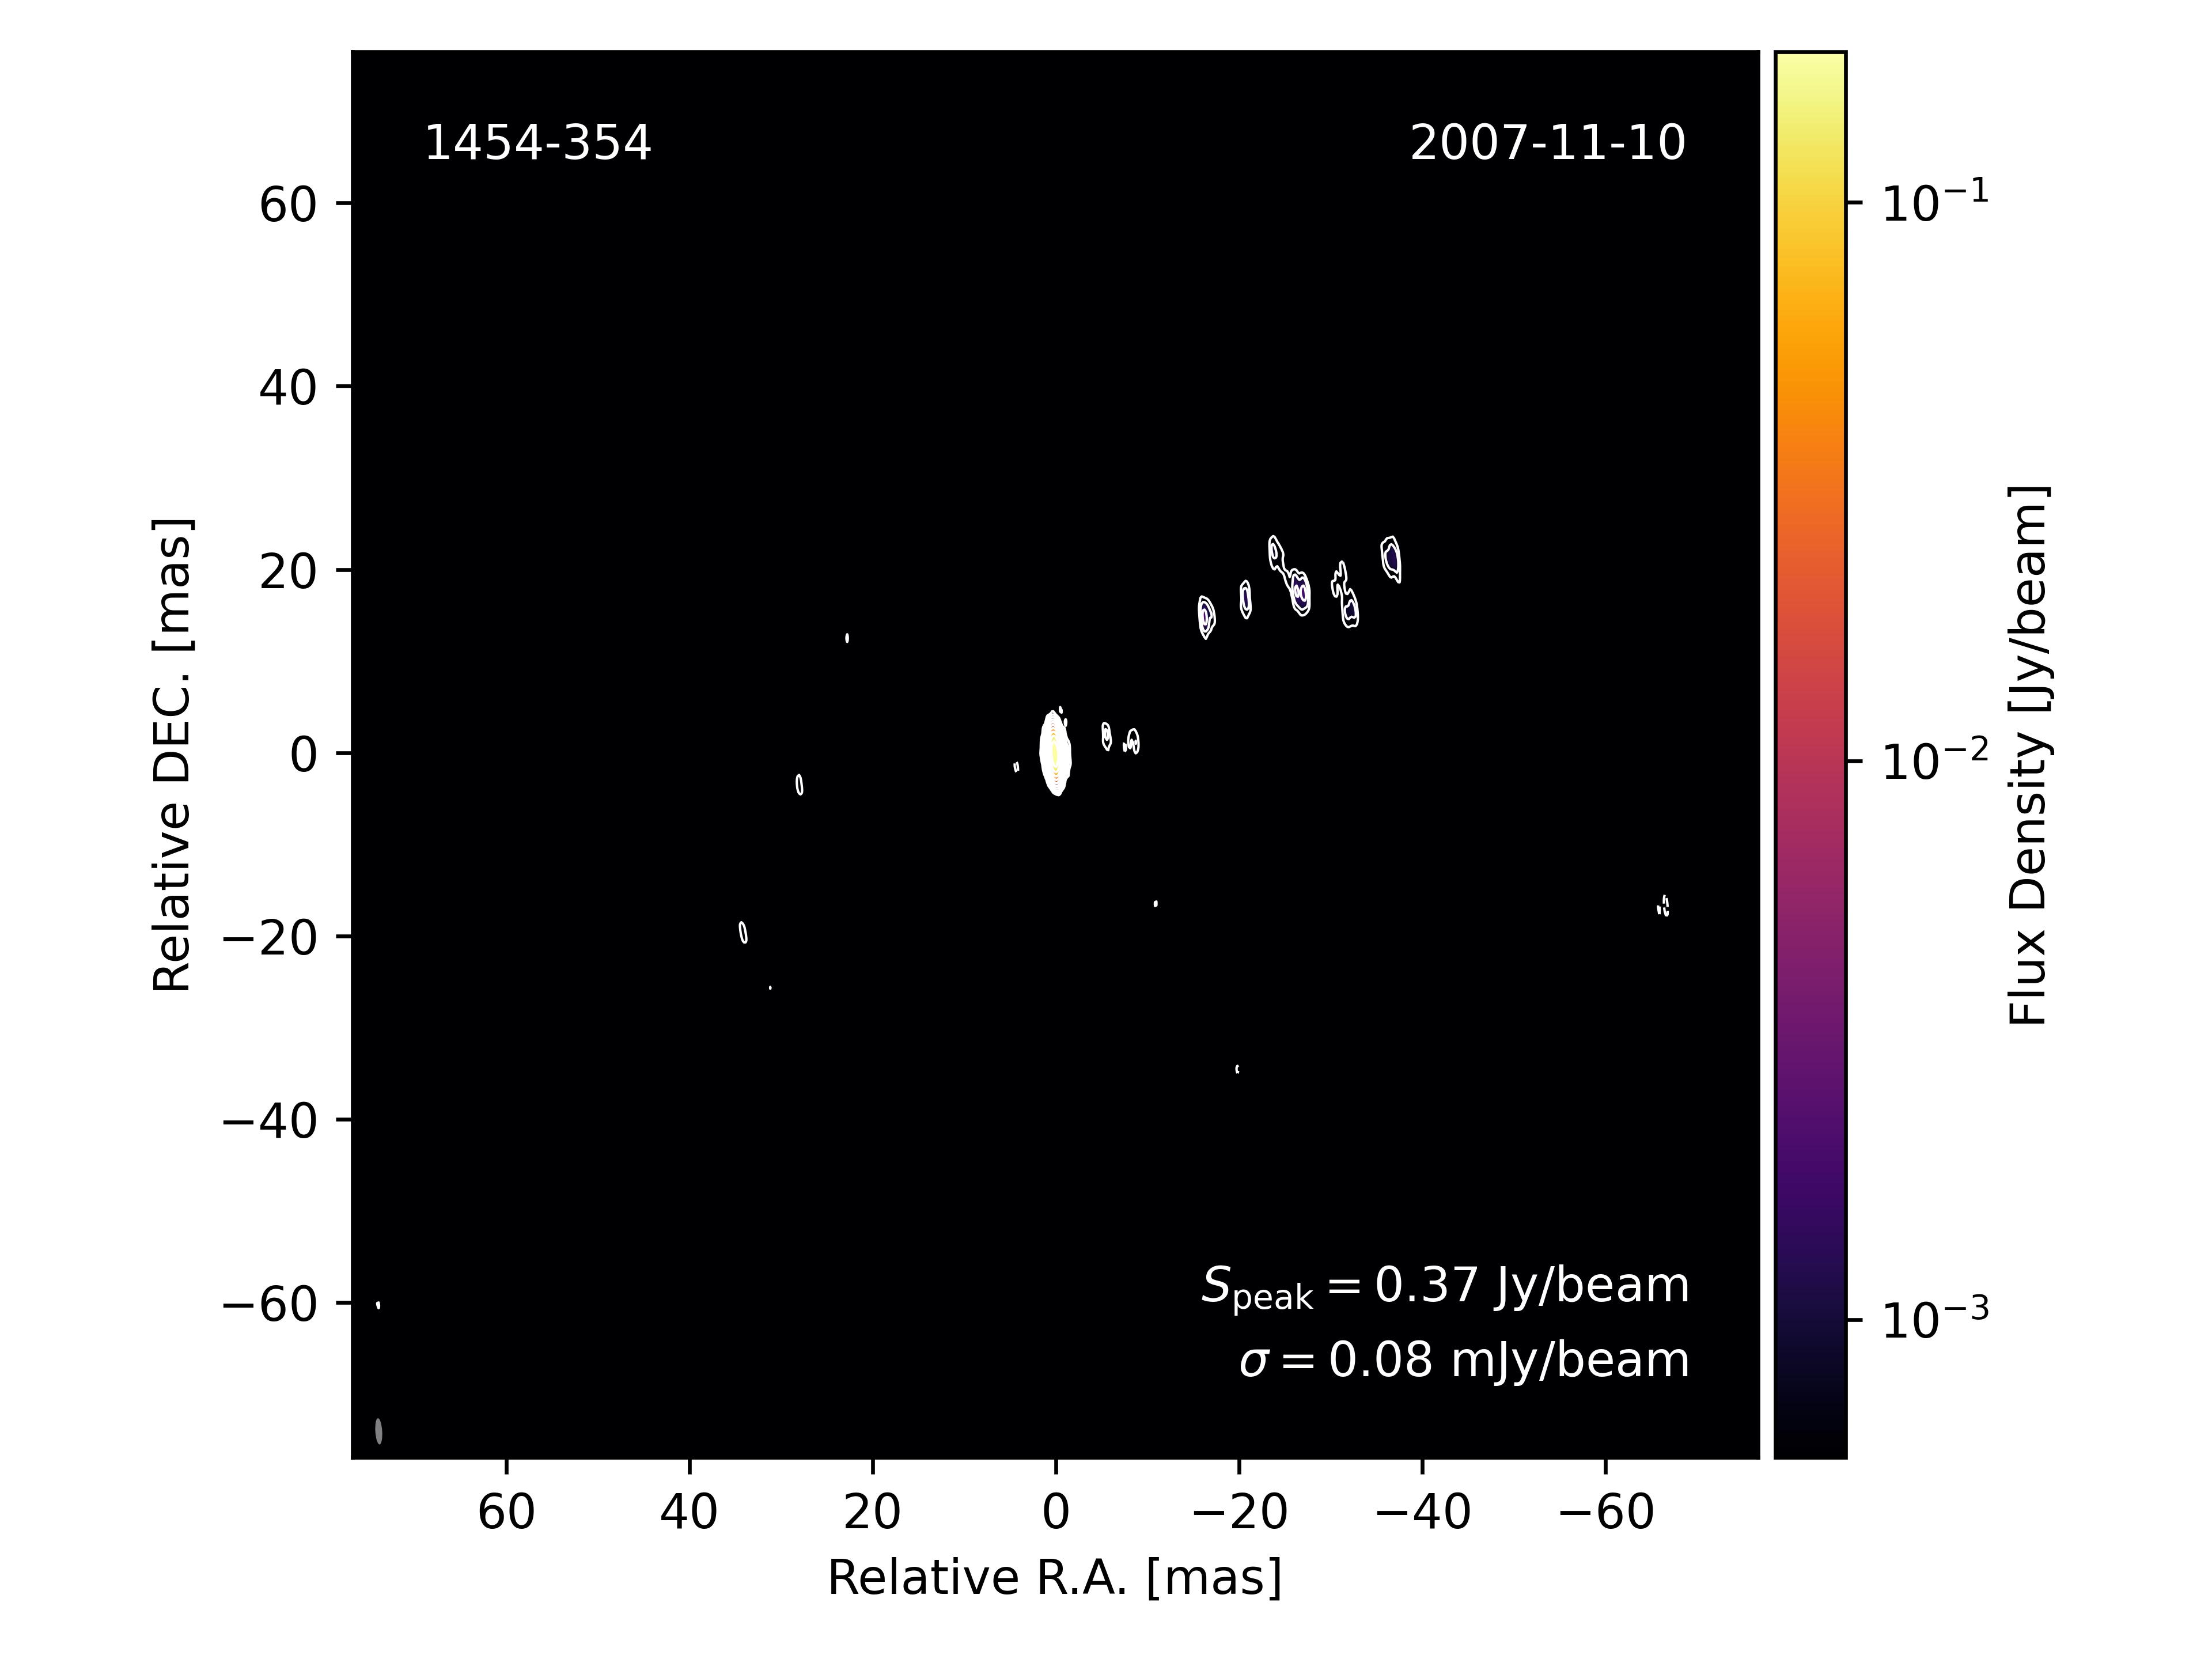 1454-354
2007-11-10
60
40
20
0
−20
−40
−60
Relative DEC. [mas]
S_peak = 0.37 Jy/beam
σ = 0.08 mJy/beam
60 40 20 0 −20 −40 −60
Relative R.A. [mas]
10⁻¹
10⁻²
10⁻³
Flux Density [Jy/beam]